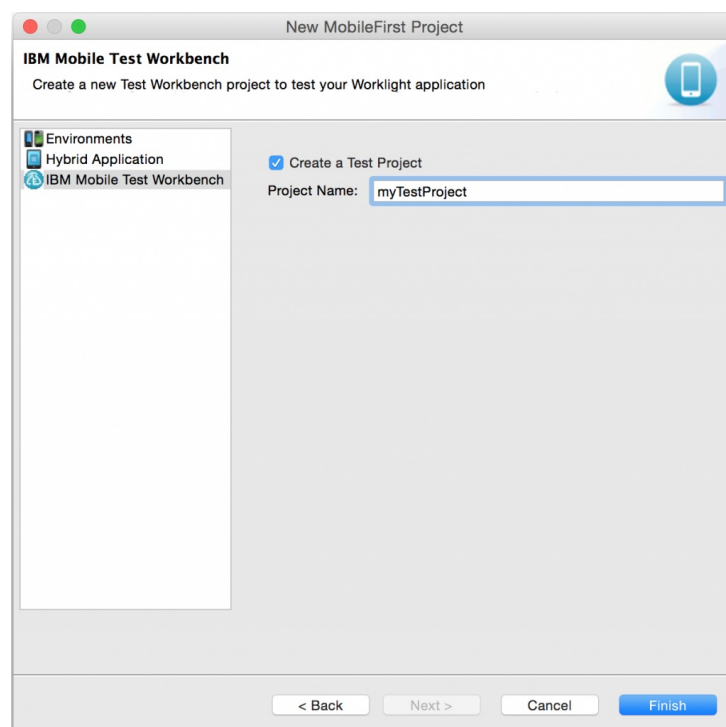 New MobileFirst Project
IBM Mobile Test Workbench
Create a new Test Workbench project to test your Worklight application
Environments
Hybrid Application
IBM Mobile Test Workbench
Create a Test Project
Project Name: myTestProject
< Back Next > Cancel Finish